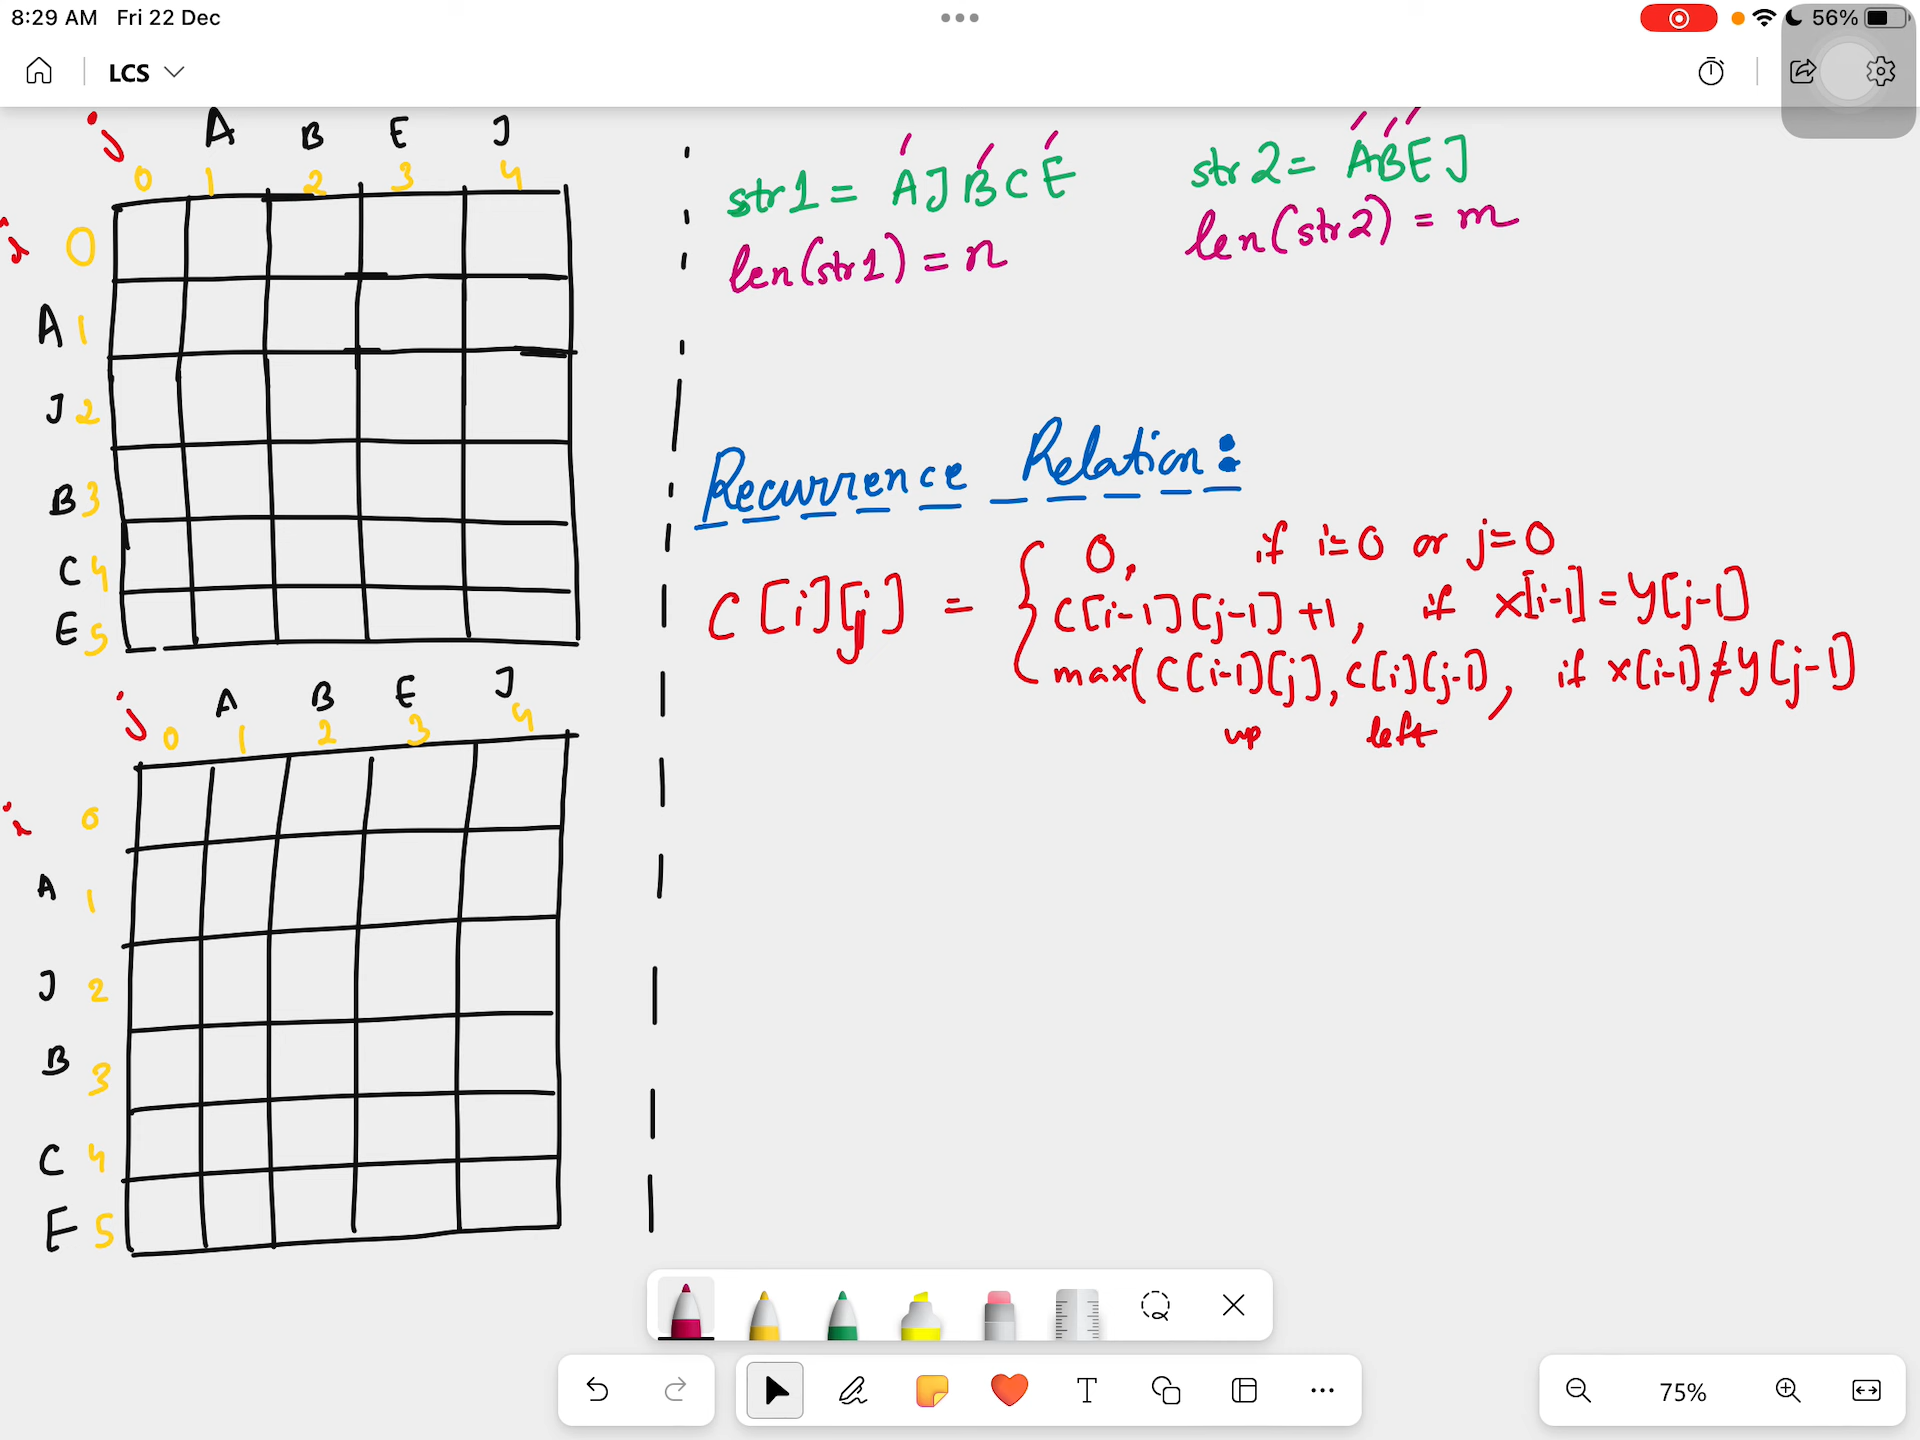 8:29 AM Fri 22 Dec
56%
LCS
j A B E J
0 1 2 3 4
i 0
A 1
J 2
B 3
C 4
E 5
j A B E J
0 1 2 3 4
i 0
A 1
J 2
B 3
C 4
E 5
str1 = AJBCE
len(str1) = n
str2 = ABEJ
len(str2) = m
Recurrence Relation:
C[i][j] = { 0, if i=0 or j=0
C[i-1][j-1] +1, if x[i-1] = Y[j-1]
max( C[i-1][j], C[i][j-1], if x[i-1] ≠ Y[j-1]
up left
T
75%